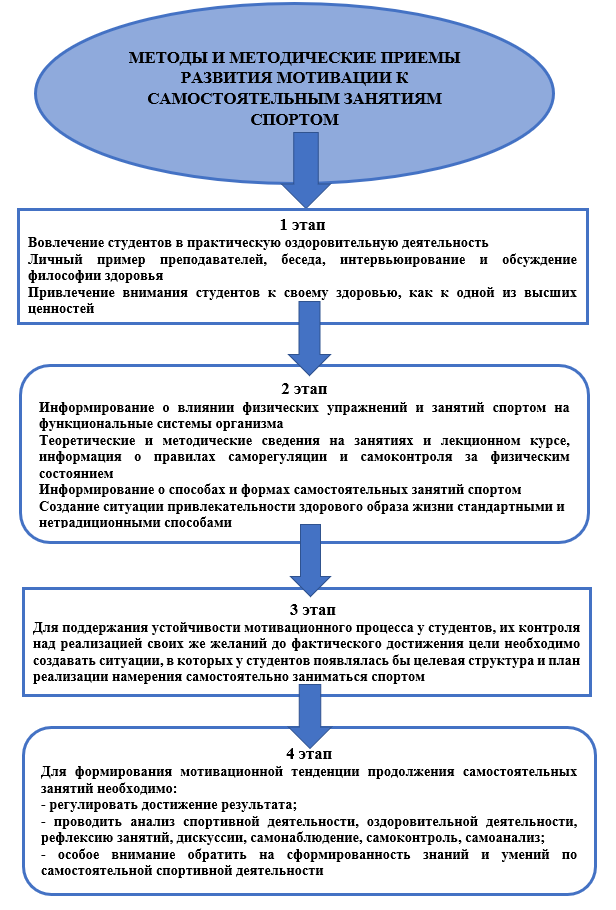 МЕТОДЫ И МЕТОДИЧЕСКИЕ ПРИЕМЫ
РАЗВИТИЯ МОТИВАЦИИ К
САМОСТОЯТЕЛЬНЫМ ЗАНЯТИЯМ
СПОРТОМ
1 этап
Вовлечение студентов в практическую оздоровительную деятельность
Личный пример преподавателей, беседа, интервьюирование и обсуждение
философии здоровья
Привлечение внимания студентов к своему здоровью, как к одной из высших
ценностей
2 этап
Информирование о влиянии физических упражнений и занятий спортом на
функциональные системы организма
Теоретические и методические сведения на занятиях и лекционном курсе,
информация о правилах саморегуляции и самоконтроля за физическим
состоянием
Информирование о способах и формах самостоятельных занятий спортом
Создание ситуации привлекательности здорового образа жизни стандартными и
нетрадиционными способами
3 этап
Для поддержания устойчивости мотивационного процесса у студентов, их контроля
над реализацией своих же желаний до фактического достижения цели необходимо
создавать ситуации, в которых у студентов появлялась бы целевая структура и план
реализации намерения самостоятельно заниматься спортом
4 этап
Для формирования мотивационной тенденции продолжения самостоятельных
занятий необходимо:
- регулировать достижение результата;
- проводить анализ спортивной деятельности, оздоровительной деятельности,
рефлексию занятий, дискуссии, самонаблюдение, самоконтроль, самоанализ;
- особое внимание обратить на сформированность знаний и умений по
самостоятельной спортивной деятельности